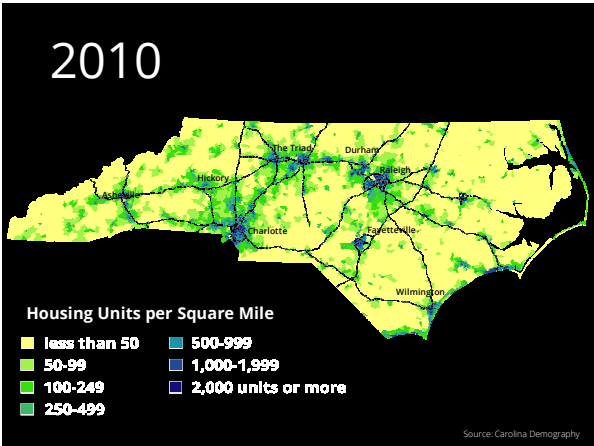 2010
The Triad
Durham
Raleigh
Hickory
Asheville
Charlotte
Fayetteville
Wilmington
Housing Units per Square Mile
less than 50
50-99
100-249
250-499
500-999
1,000-1,999
2,000 units or more
Source: Carolina Demography